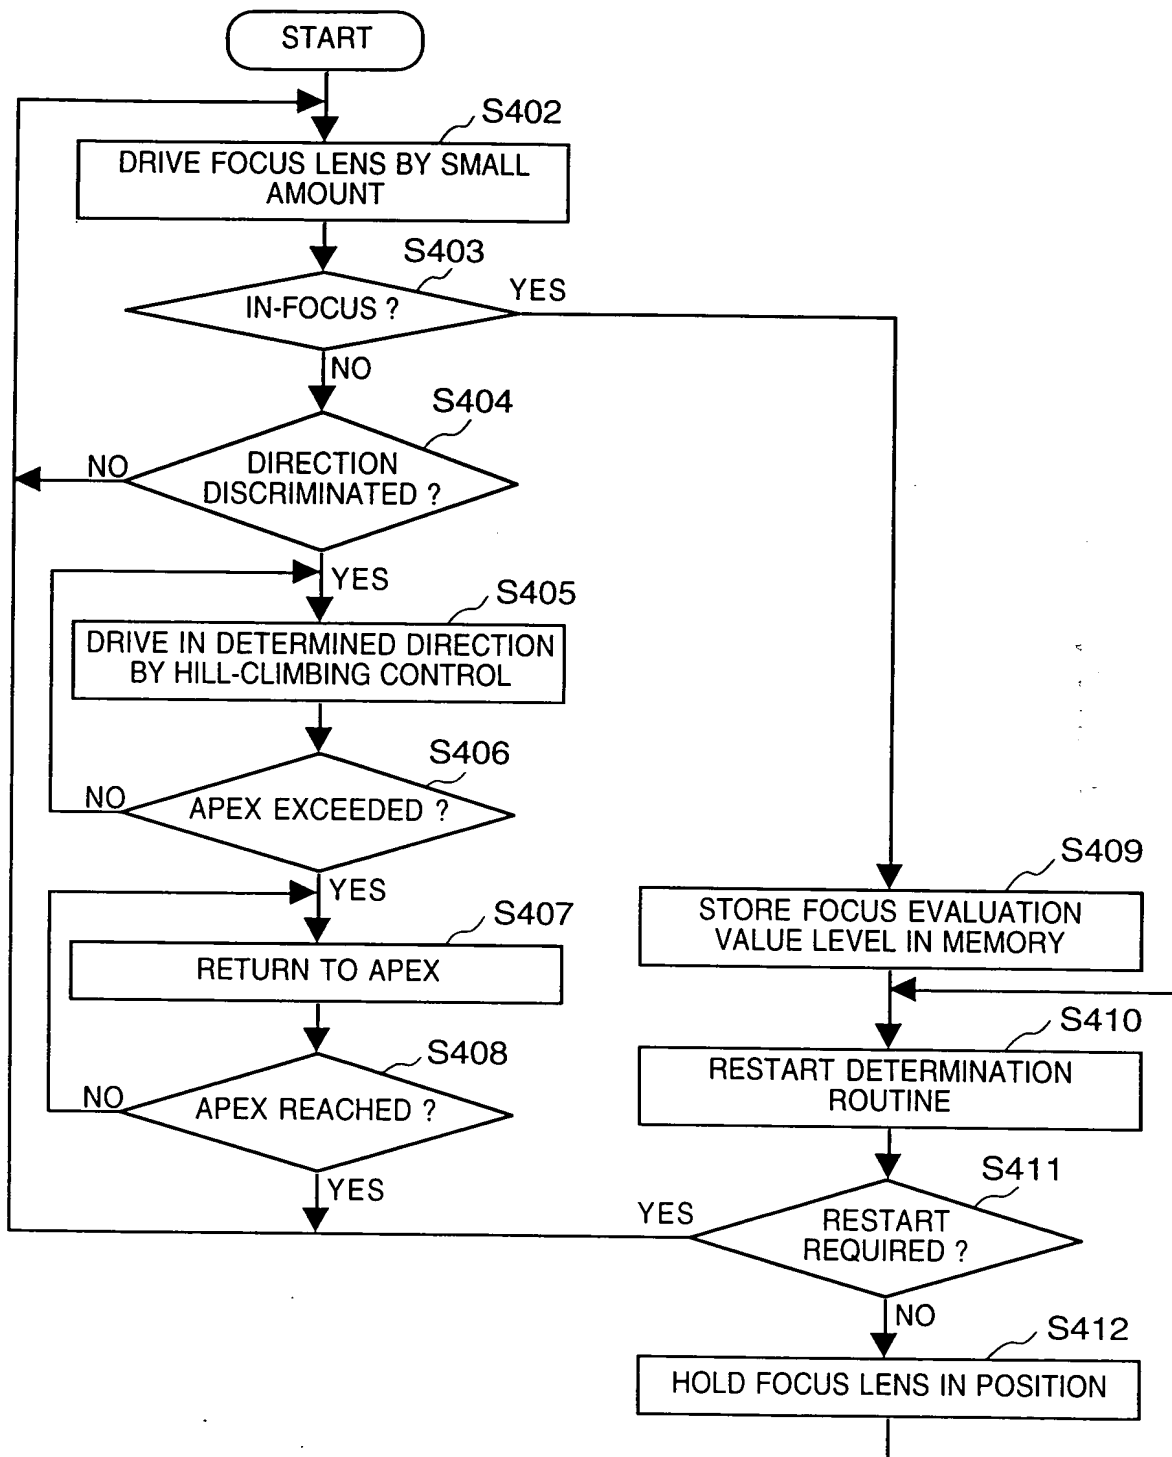 START
S402
DRIVE FOCUS LENS BY SMALL
AMOUNT
S403
IN-FOCUS ?
YES
NO
S404
DIRECTION
DISCRIMINATED ?
NO
YES
S405
DRIVE IN DETERMINED DIRECTION
BY HILL-CLIMBING CONTROL
S406
APEX EXCEEDED ?
NO
YES
S407
RETURN TO APEX
S408
APEX REACHED ?
NO
YES
S409
STORE FOCUS EVALUATION
VALUE LEVEL IN MEMORY
S410
RESTART DETERMINATION
ROUTINE
S411
RESTART
REQUIRED ?
YES
NO
S412
HOLD FOCUS LENS IN POSITION